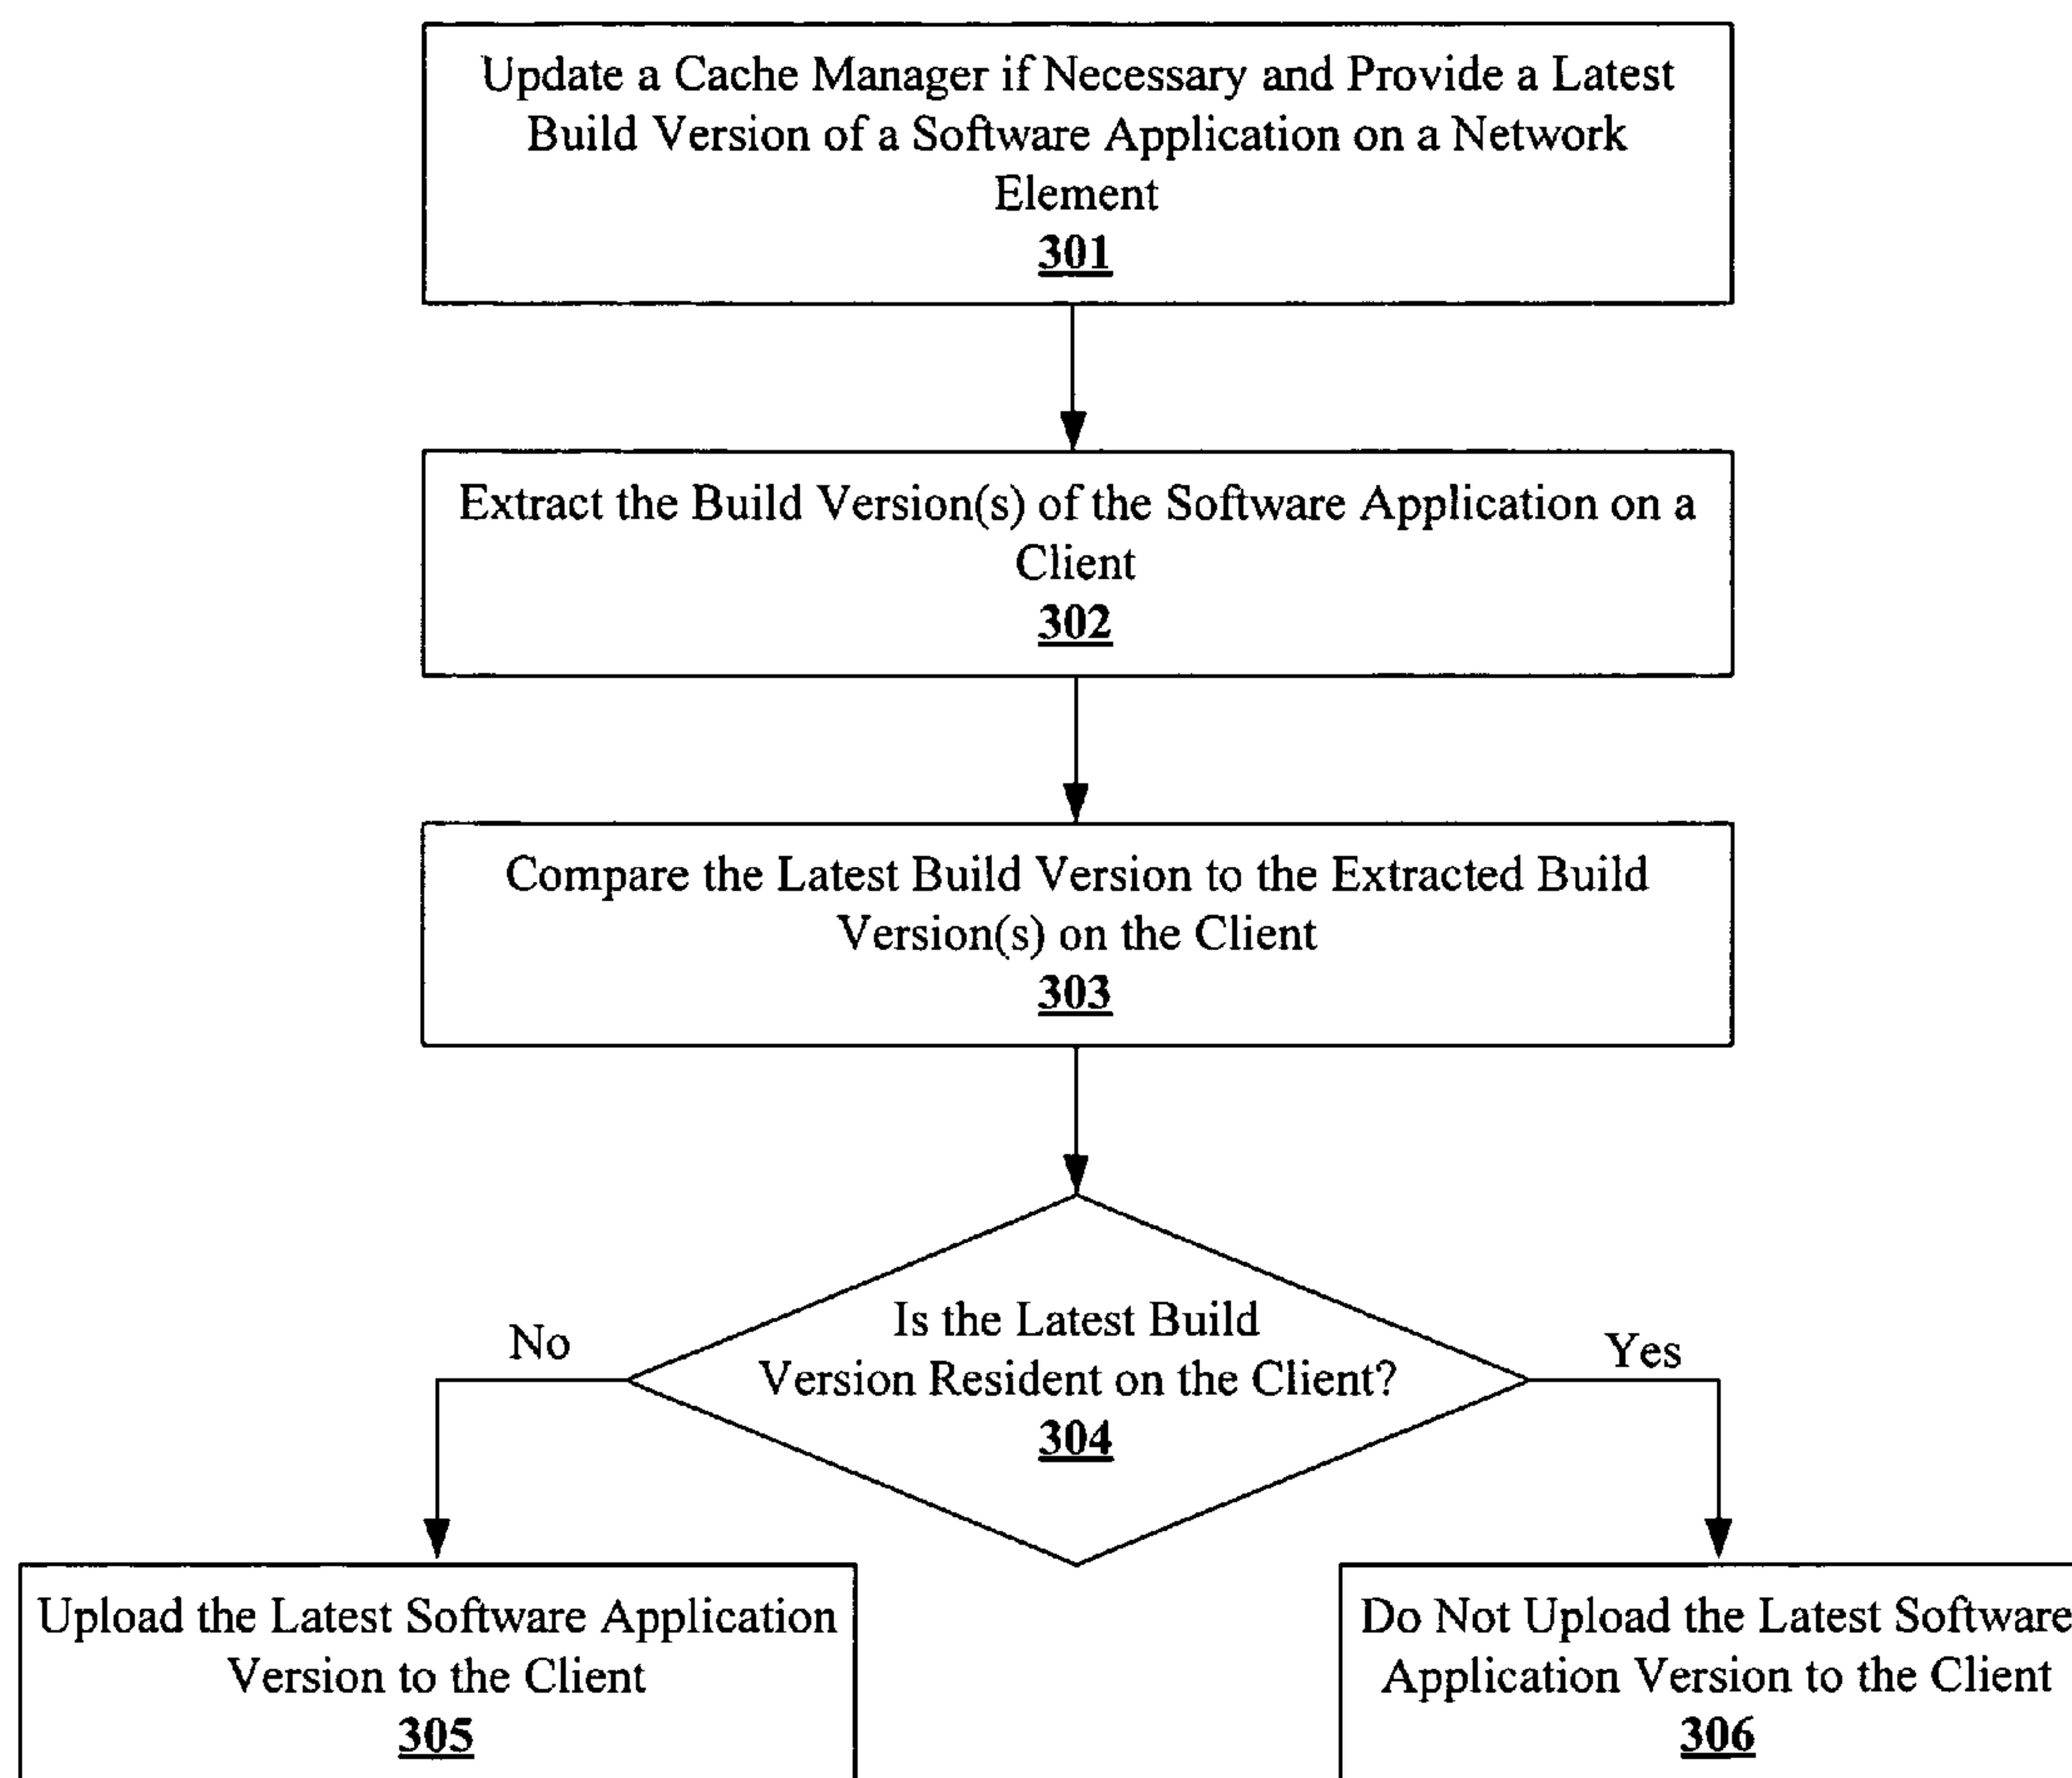 Update a Cache Manager if Necessary and Provide a Latest
Build Version of a Software Application on a Network
Element
301
Extract the Build Version(s) of the Software Application on a
Client
302
Compare the Latest Build Version to the Extracted Build
Version(s) on the Client
303
Is the Latest Build
Version Resident on the Client?
304
No
Yes
Upload the Latest Software Application
Version to the Client
305
Do Not Upload the Latest Software
Application Version to the Client
306